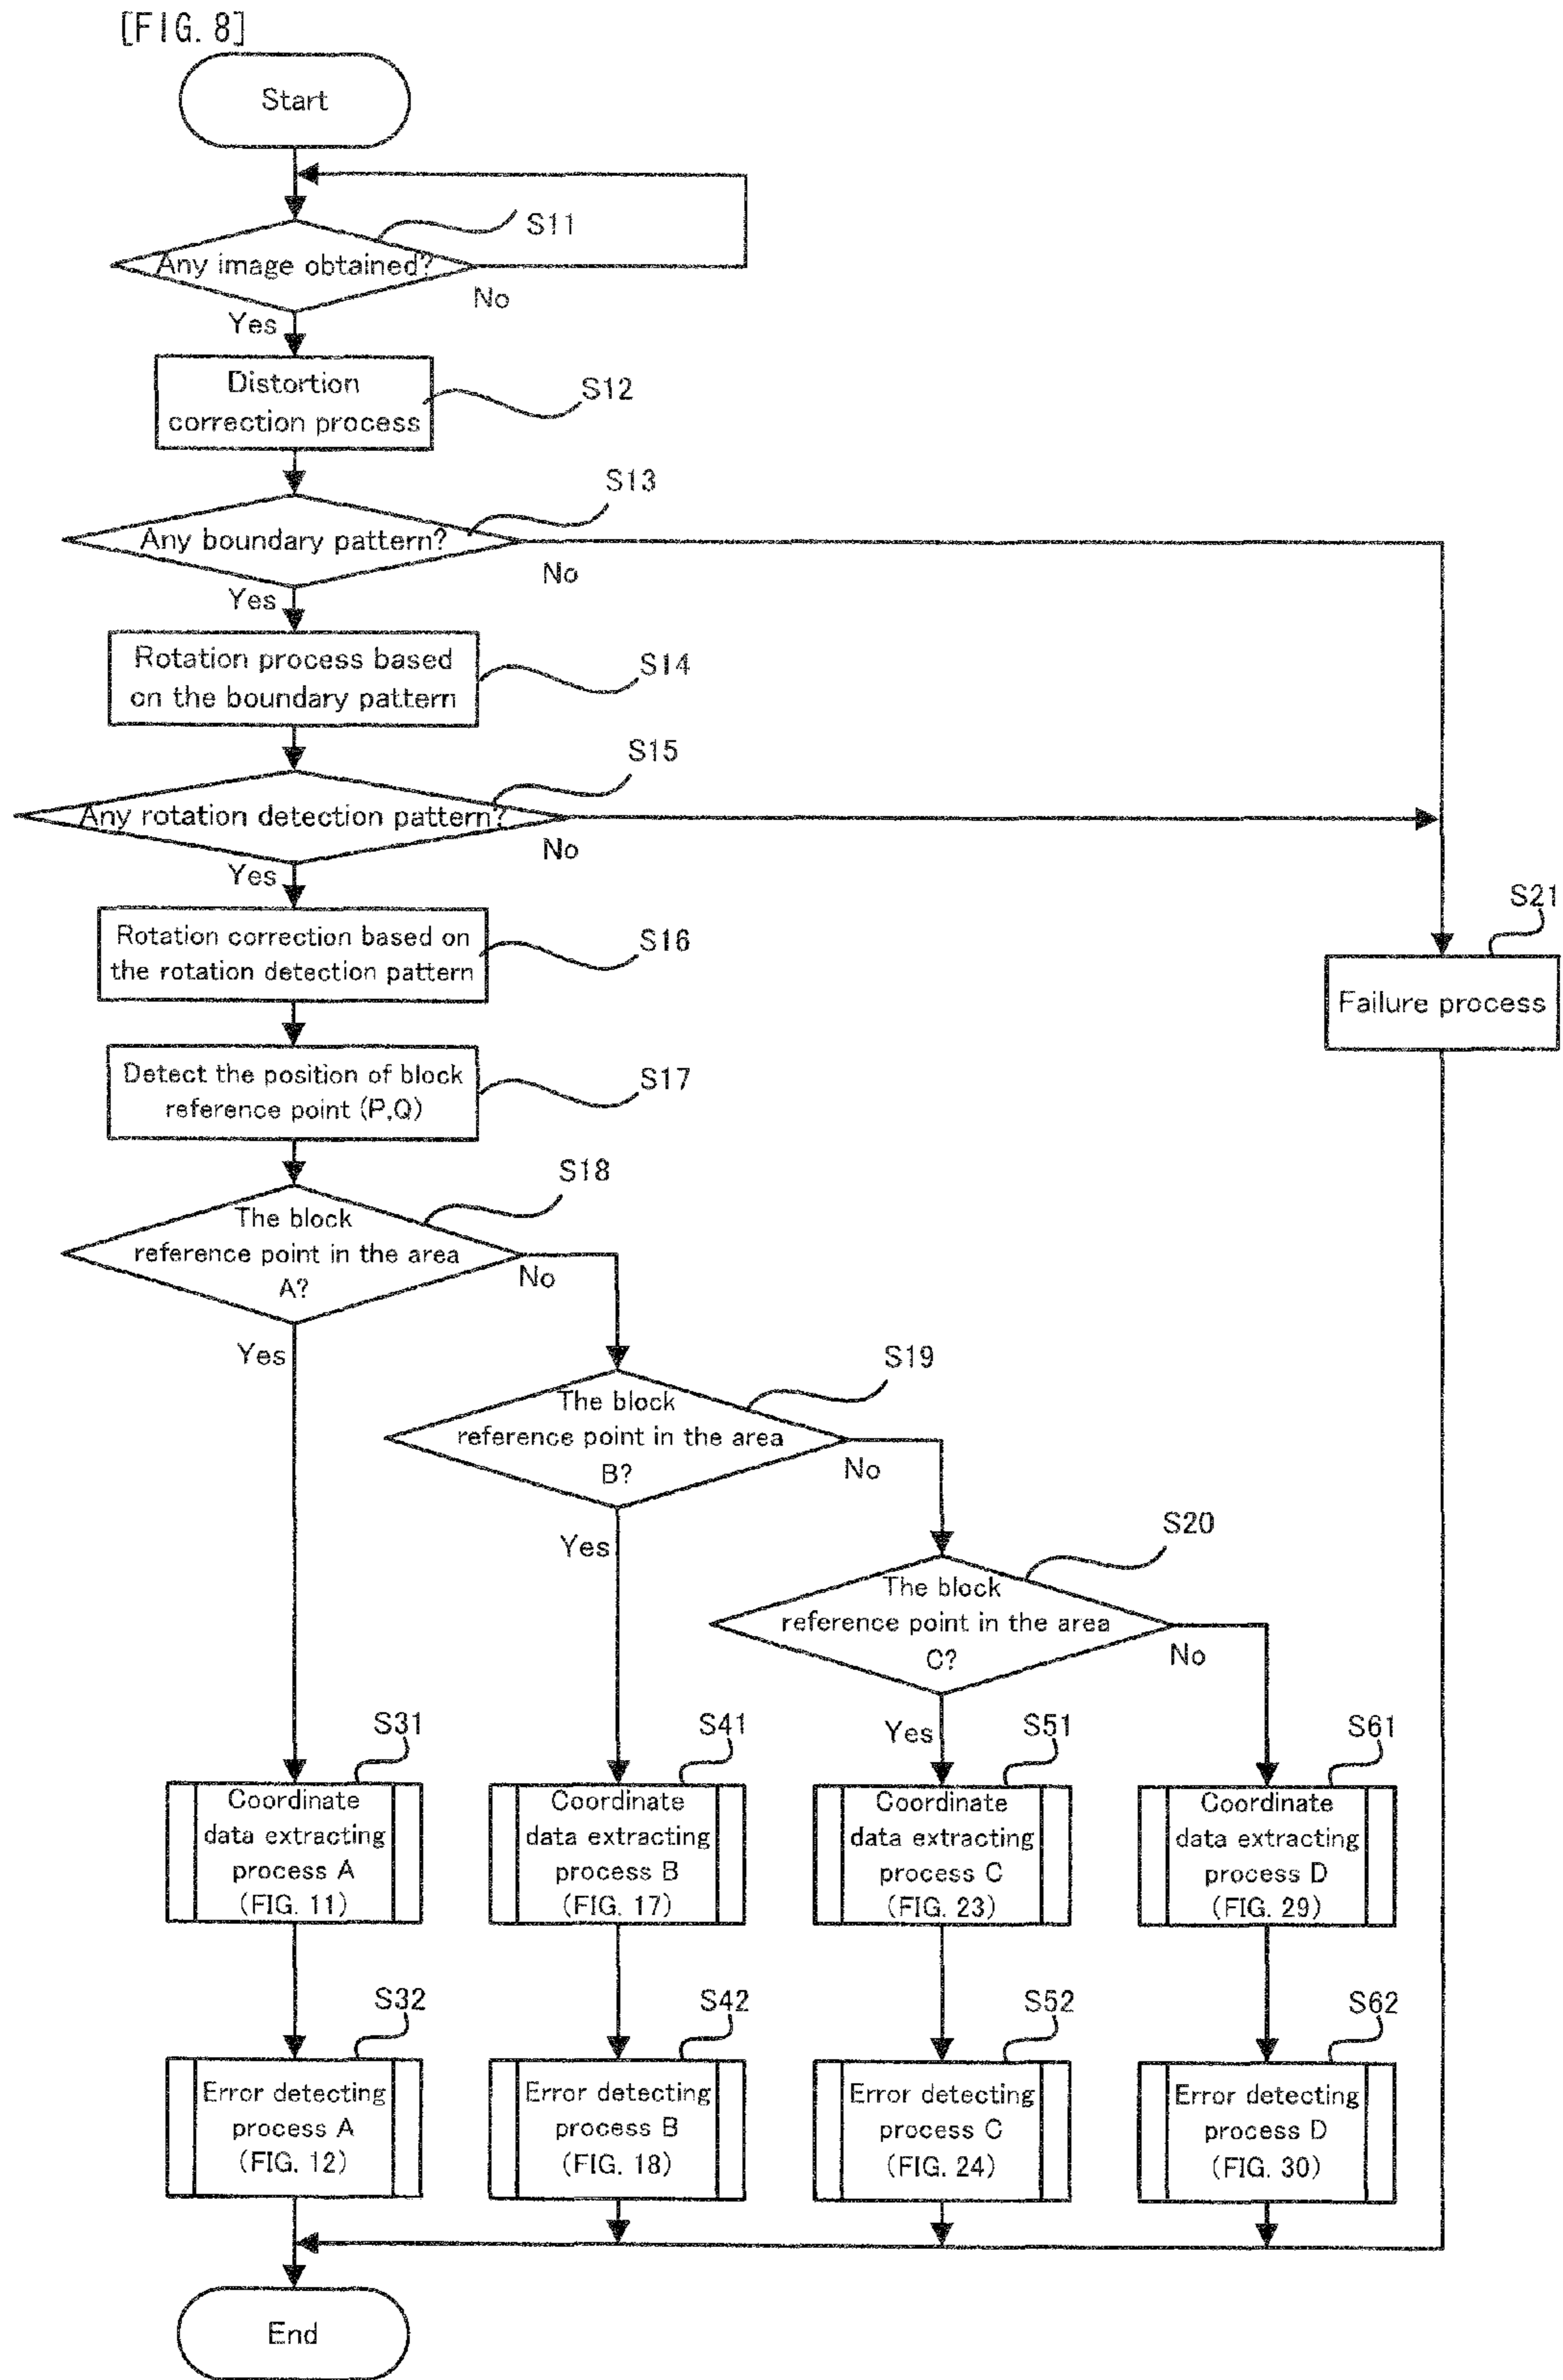 [FIG. 8]
Start
S11
Any image obtained?
No
Yes
Distortion
correction process
S12
S13
Any boundary pattern?
No
Yes
Rotation process based
on the boundary pattern
S14
S15
Any rotation detection pattern?
No
Yes
Rotation correction based on
the rotation detection pattern
S16
S21
Failure process
Detect the position of block
reference point (P,Q)
S17
S18
The block
reference point in the area
A?
No
Yes
S19
The block
reference point in the area
B?
No
Yes
S20
The block
reference point in the area
C?
No
Yes
S31
Coordinate
data extracting
process A
(FIG. 11)
S41
Coordinate
data extracting
process B
(FIG. 17)
S51
Coordinate
data extracting
process C
(FIG. 23)
S61
Coordinate
data extracting
process D
(FIG. 29)
S32
Error detecting
process A
(FIG. 12)
S42
Error detecting
process B
(FIG. 18)
S52
Error detecting
process C
(FIG. 24)
S62
Error detecting
process D
(FIG. 30)
End